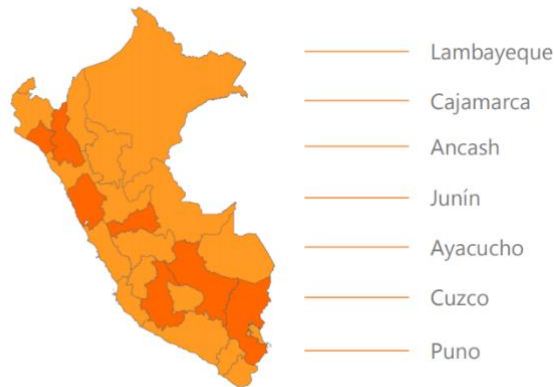 Lambayeque
Cajamarca
Ancash
Junín
Ayacucho
Cuzco
Puno